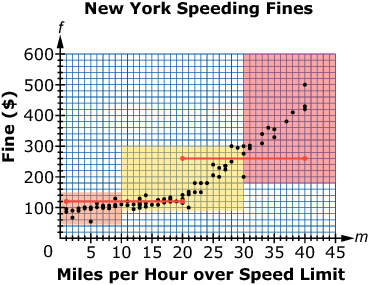 New York Speeding Fines
f
600
500
400
300
200
100
0
5 10 15 20 25 30 35 40 45
m
Fine ($)
Miles per Hour over Speed Limit